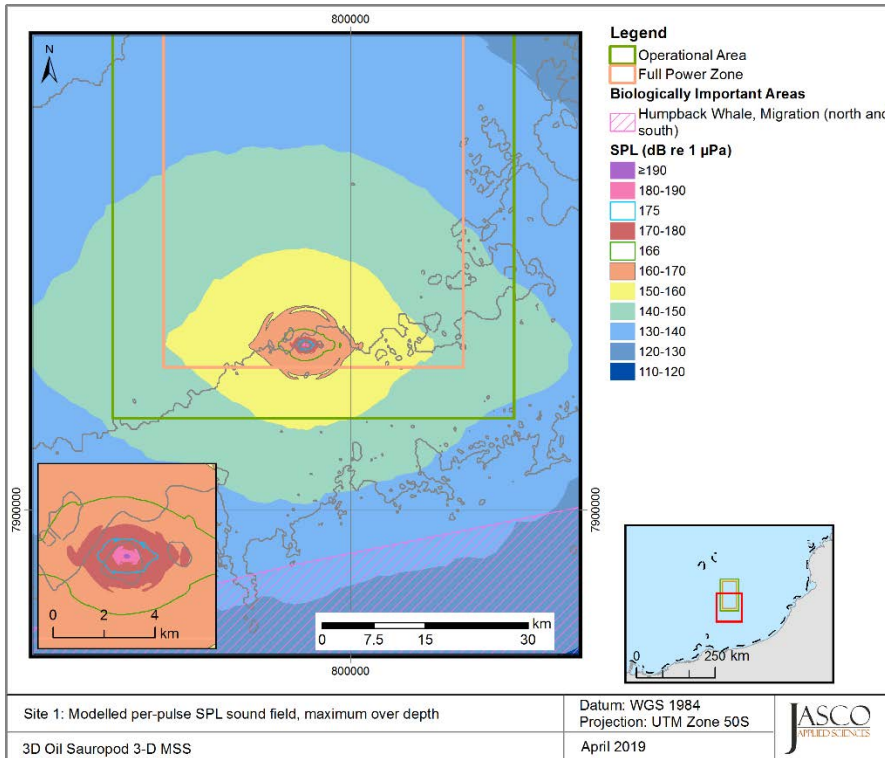 800000
N
7900000
7900000
800000
0 2 4
km
0 7.5 15 30
km
Legend
Operational Area
Full Power Zone
Biologically Important Areas
Humpback Whale, Migration (north and
south)
SPL (dB re 1 µPa)
≥190
180-190
175
170-180
166
160-170
150-160
140-150
130-140
120-130
110-120
0 250 km
Site 1: Modelled per-pulse SPL sound field, maximum over depth
3D Oil Sauropod 3-D MSS
Datum: WGS 1984
Projection: UTM Zone 50S
April 2019
JASCO
APPLIED SCIENCES